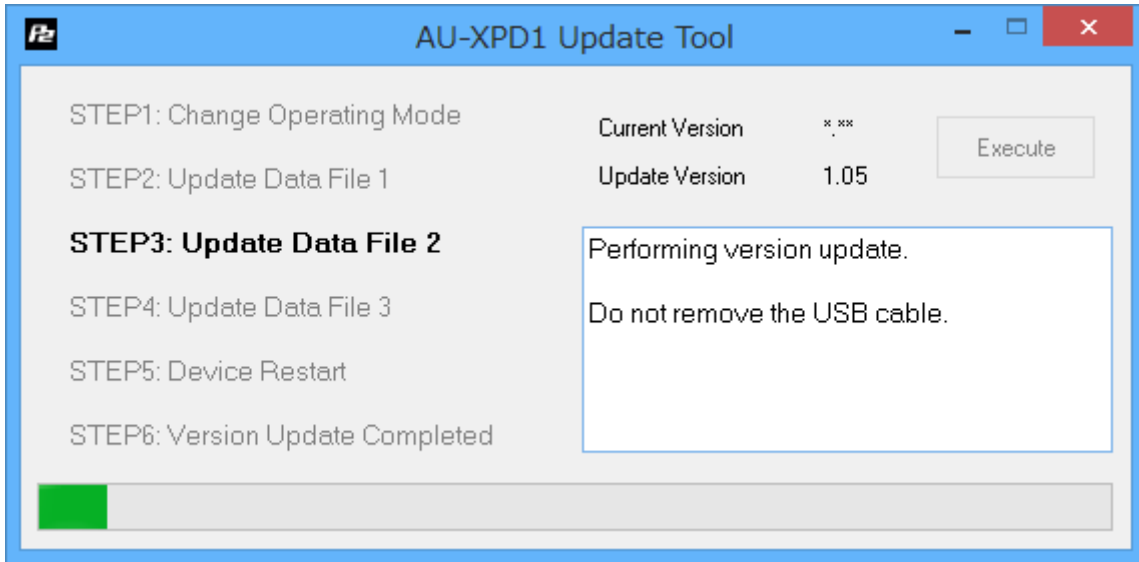 P2
AU-XPD1 Update Tool
STEP1: Change Operating Mode
STEP2: Update Data File 1
STEP3: Update Data File 2
STEP4: Update Data File 3
STEP5: Device Restart
STEP6: Version Update Completed
Current Version *.**
Update Version 1.05
Execute
Performing version update.
Do not remove the USB cable.